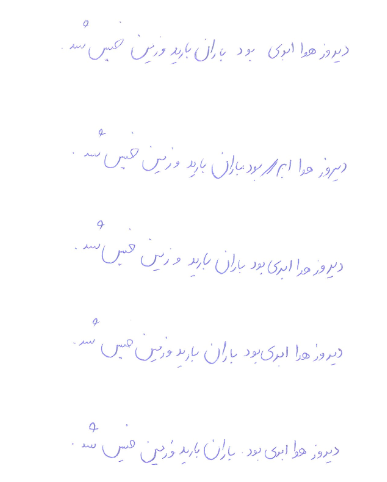 دیروز هوا ابری بود باران بارید و زمین خیس شد.
دیروز هوا ابر بود باران بارید و زمین خیس شد.
دیروز هوا ابری بود باران بارید و زمین خیس شد.
دیروز هوا ابری بود باران بارید و زمین خیس شد.
دیروز هوا ابری بود. باران بارید و زمین خیس شد.